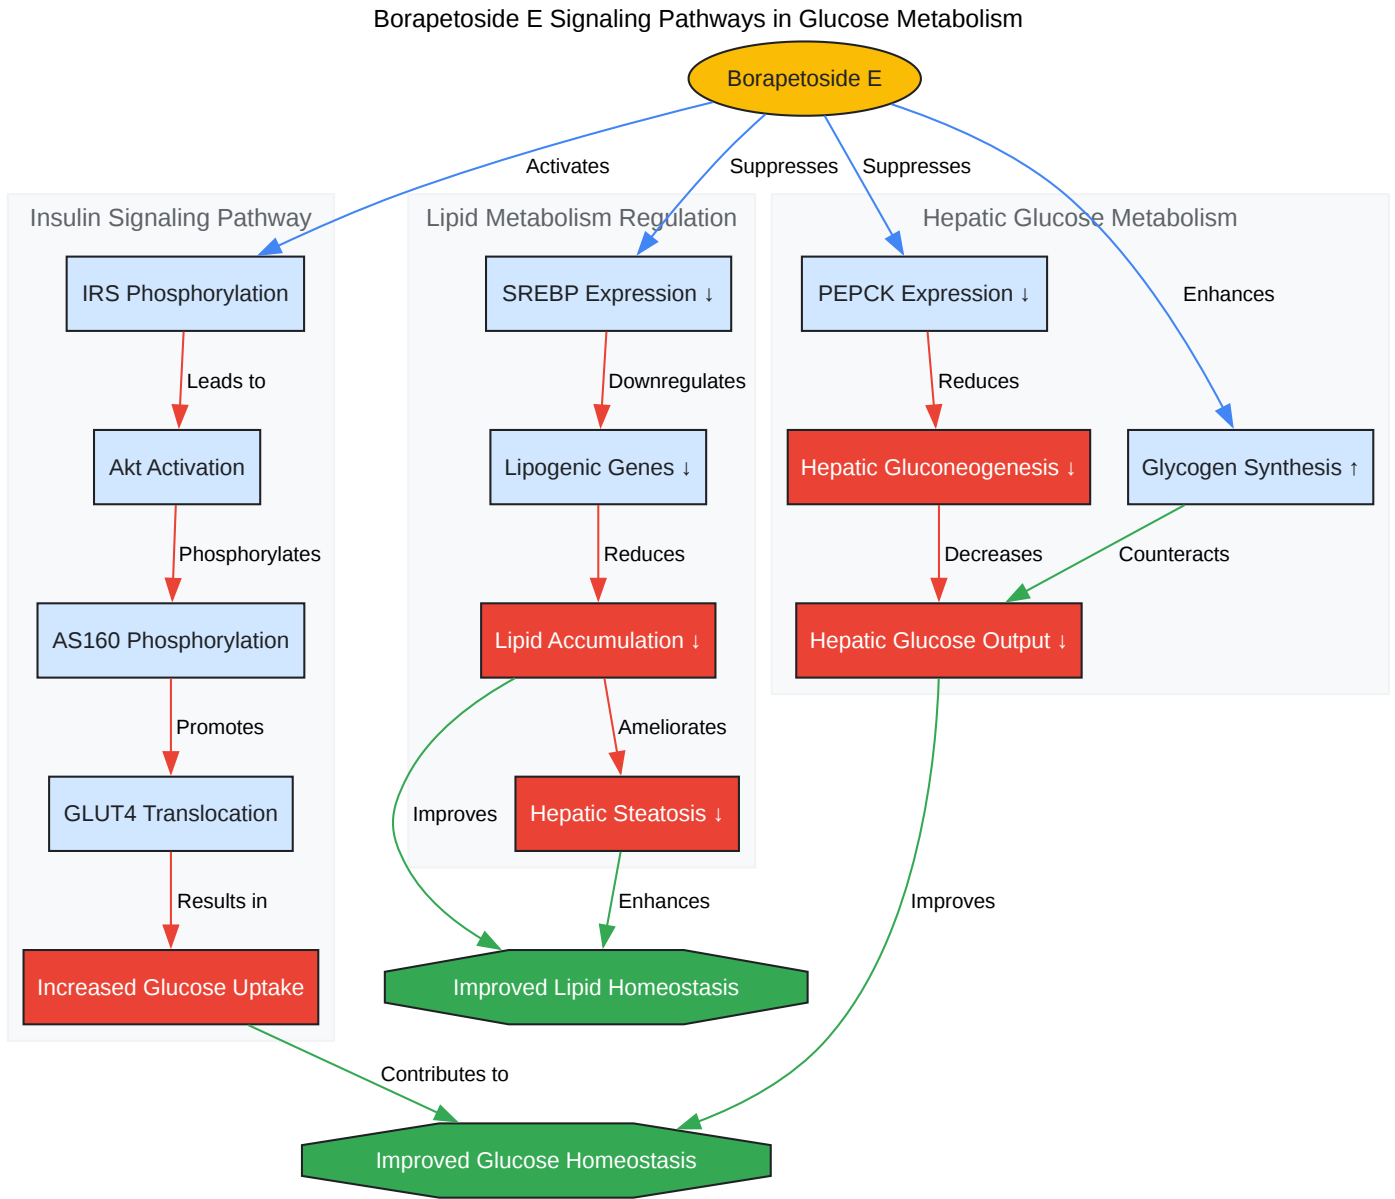 Borapetoside E Signaling Pathways in Glucose Metabolism
Borapetoside E
Activates
Suppresses
Suppresses
Enhances
Insulin Signaling Pathway
IRS Phosphorylation
Leads to
Akt Activation
Phosphorylates
AS160 Phosphorylation
Promotes
GLUT4 Translocation
Results in
Increased Glucose Uptake
Contributes to
Lipid Metabolism Regulation
SREBP Expression ↓
Downregulates
Lipogenic Genes ↓
Reduces
Lipid Accumulation ↓
Ameliorates
Improves
Hepatic Steatosis ↓
Enhances
Improved Lipid Homeostasis
Hepatic Glucose Metabolism
PEPCK Expression ↓
Reduces
Hepatic Gluconeogenesis ↓
Glycogen Synthesis ↑
Decreases
Counteracts
Hepatic Glucose Output ↓
Improves
Improved Glucose Homeostasis